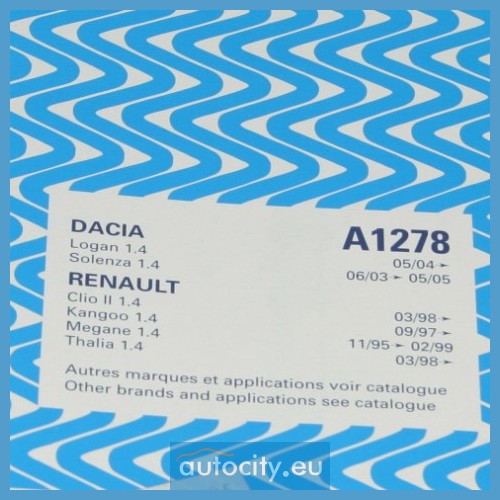 DACIA A1278
Logan 1.4 05/04 ►
Solenza 1.4 06/03 ► 05/05
RENAULT
Clio II 1.4 03/98 ►
Kangoo 1.4 09/97 ►
Megane 1.4 11/95 ► 02/99
Thalia 1.4 03/98 ►
Autres marques et applications voir catalogue
Other brands and applications see catalogue
autocity.eu